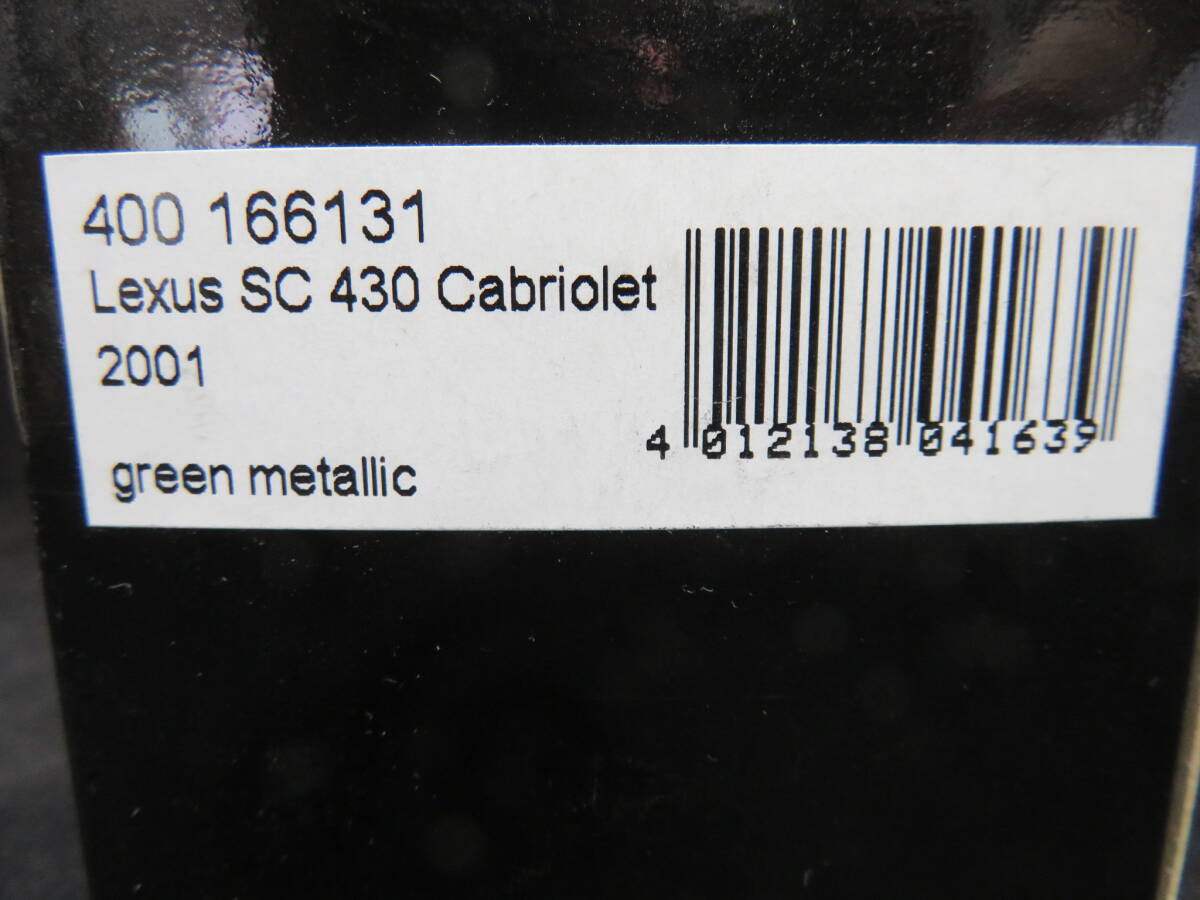 400 166131
Lexus SC 430 Cabriolet
2001
green metallic
4 012138 041639